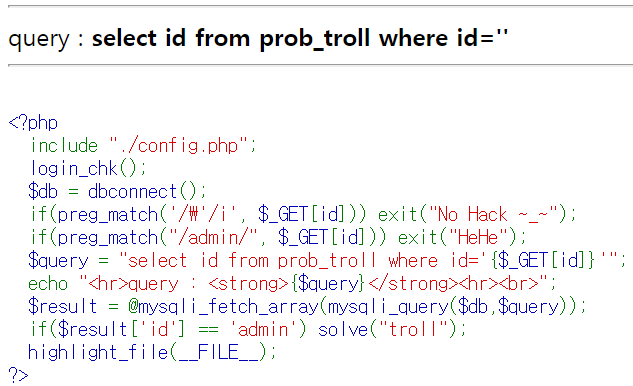 query : select id from prob_troll where id=''
<?php
include "./config.php";
login_chk();
$db = dbconnect();
if(preg_match('/₩'/i', $_GET[id])) exit("No Hack ~_~");
if(preg_match("/admin/", $_GET[id])) exit("HeHe");
$query = "select id from prob_troll where id='{$_GET[id]}'";
echo "<hr>query : <strong>{$query}</strong><hr><br>";
$result = @mysqli_fetch_array(mysqli_query($db,$query));
if($result['id'] == 'admin') solve("troll");
highlight_file(__FILE__);
?>